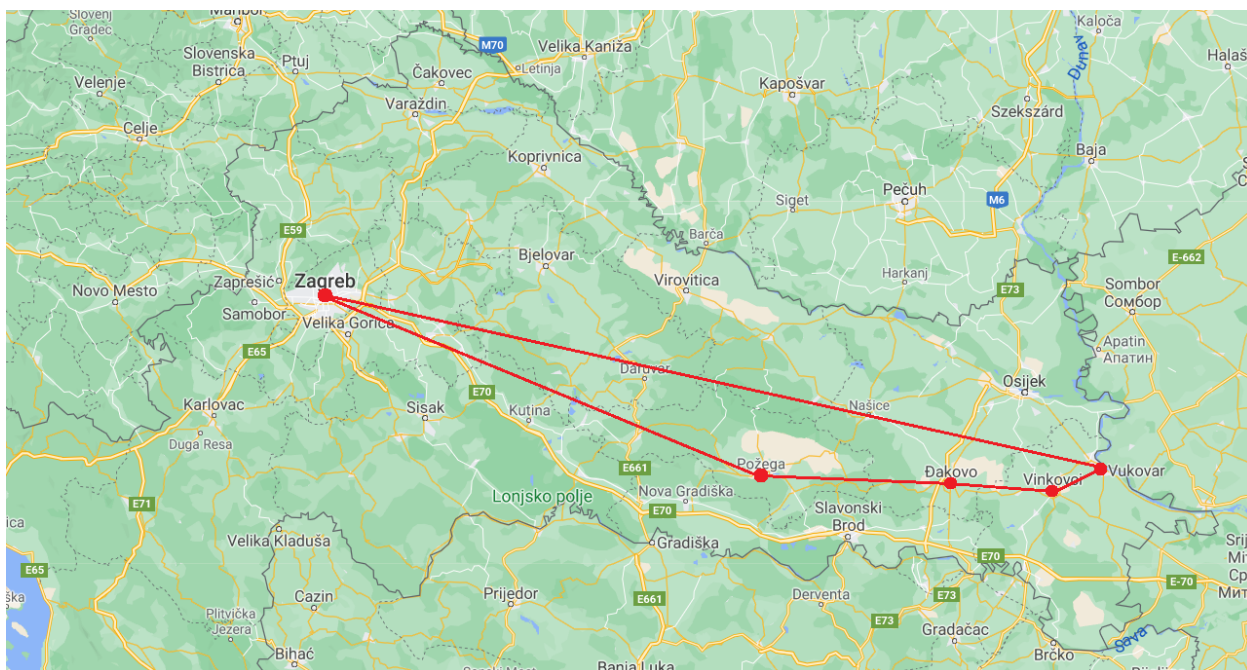 Slovenj
Gradec
Maribor
Slovenska
Bistrica
Ptuj
Velenje
Celje
Čakovec
Varaždin
M70
Letinja
Velika Kaniža
Kapošvar
Dunav
Kaloča
Szekszárd
Baja
Koprivnica
Siget
Pečuh
M6
Barča
Harkanj
E59
E-662
Sombor
Сомбор
Bjelovar
Virovitica
E73
Zaprešić
Zagreb
Novo Mesto
Samobor
Velika Gorica
Apatin
Апатин
E65
E70
Daruvar
Osijek
Našice
Karlovac
Duga Resa
Sisak
Kutina
Požega
Đakovo
Vinkovci
Vukovar
E661
E71
Lonjsko polje
Nova Gradiška
E70
Slavonski
Brod
Velika Kladuša
Gradiška
E70
E65
E-70
Cazin
Prijedor
E661
Derventa
E73
E73
Plitvička
Jezera
Gradačac
Sava
Bihać
Banja Luka
Brčko